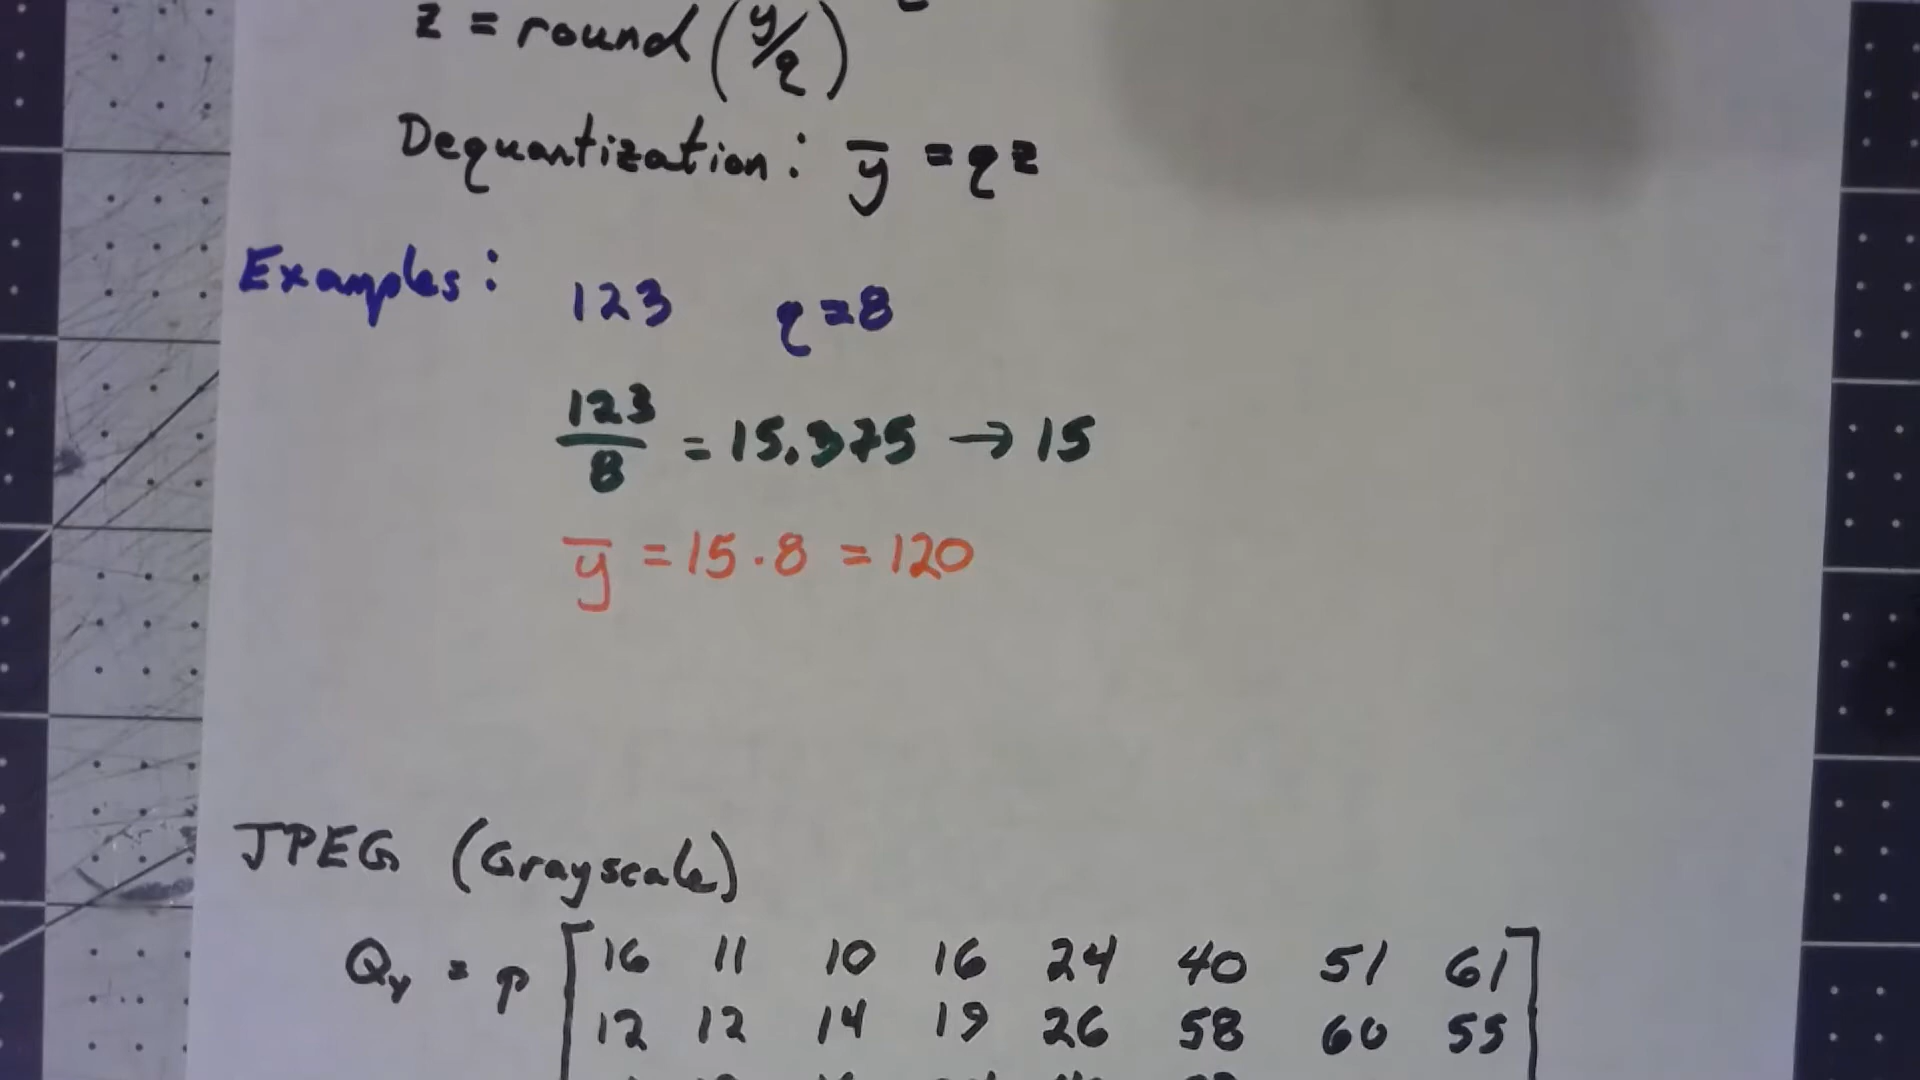 z = round(y/q)
Dequantization: ȳ = qz
Examples: 123 q=8
123/8 = 15.375 → 15
ȳ = 15·8 = 120
JPEG (Grayscale)
Qy = p [16 11 10 16 24 40 51 61]
12 12 14 19 26 58 60 55